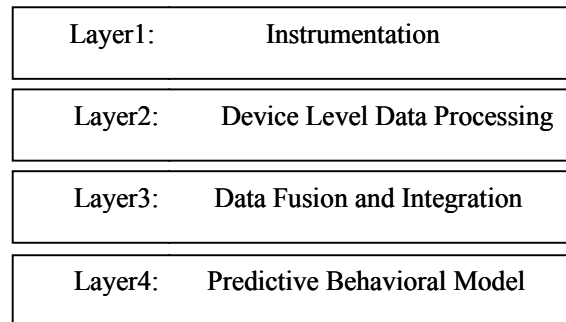 Layer1: Instrumentation
Layer2: Device Level Data Processing
Layer3: Data Fusion and Integration
Layer4: Predictive Behavioral Model